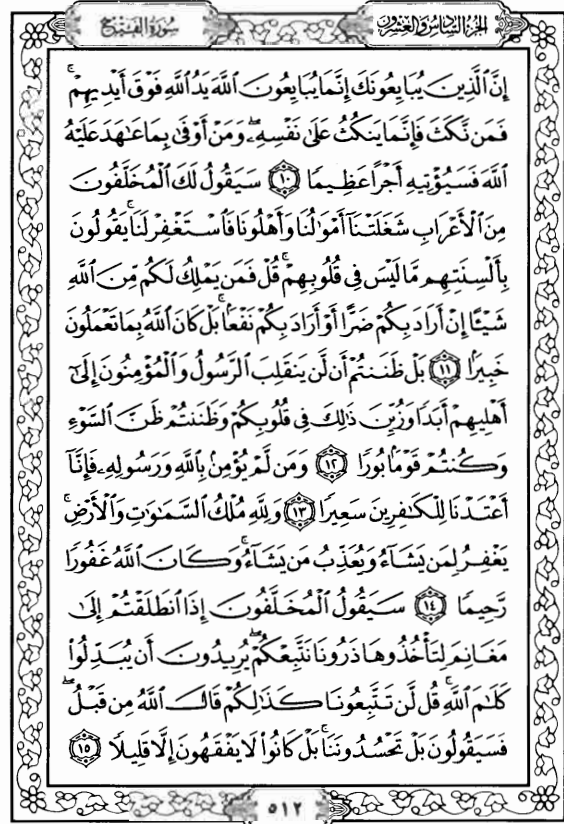 سورة الفتح
الجزء السادس والعشرون
إِنَّ ٱلَّذِينَ يُبَايِعُونَكَ إِنَّمَا يُبَايِعُونَ ٱللَّهَ يَدُ ٱللَّهِ فَوْقَ أَيْدِيهِمْۚ
فَمَن نَّكَثَ فَإِنَّمَا يَنكُثُ عَلَىٰ نَفْسِهِۦۖ وَمَنْ أَوْفَىٰ بِمَا عَٰهَدَ عَلَيْهُ
ٱللَّهَ فَسَيُؤْتِيهِ أَجْرًا عَظِيمًا ١٠ سَيَقُولُ لَكَ ٱلْمُخَلَّفُونَ
مِنَ ٱلْأَعْرَابِ شَغَلَتْنَآ أَمْوَٰلُنَا وَأَهْلُونَا فَٱسْتَغْفِرْ لَنَاۚ يَقُولُونَ
بِأَلْسِنَتِهِم مَّا لَيْسَ فِى قُلُوبِهِمْۚ قُلْ فَمَن يَمْلِكُ لَكُم مِّنَ ٱللَّهِ
شَيْـًٔا إِنْ أَرَادَ بِكُمْ ضَرًّا أَوْ أَرَادَ بِكُمْ نَفْعًۢاۚ بَلْ كَانَ ٱللَّهُ بِمَا تَعْمَلُونَ
خَبِيرًۢا ١١ بَلْ ظَنَنتُمْ أَن لَّن يَنقَلِبَ ٱلرَّسُولُ وَٱلْمُؤْمِنُونَ إِلَىٰٓ
أَهْلِيهِمْ أَبَدًا وَزُيِّنَ ذَٰلِكَ فِى قُلُوبِكُمْ وَظَنَنتُمْ ظَنَّ ٱلسَّوْءِ
وَكُنتُمْ قَوْمًۢا بُورًا ١٢ وَمَن لَّمْ يُؤْمِنۢ بِٱللَّهِ وَرَسُولِهِۦ فَإِنَّآ
أَعْتَدْنَا لِلْكَٰفِرِينَ سَعِيرًا ١٣ وَلِلَّهِ مُلْكُ ٱلسَّمَٰوَٰتِ وَٱلْأَرْضِۚ
يَغْفِرُ لِمَن يَشَآءُ وَيُعَذِّبُ مَن يَشَآءُۚ وَكَانَ ٱللَّهُ غَفُورًا
رَّحِيمًا ١٤ سَيَقُولُ ٱلْمُخَلَّفُونَ إِذَا ٱنطَلَقْتُمْ إِلَىٰ
مَغَانِمَ لِتَأْخُذُوهَا ذَرُونَا نَتَّبِعْكُمْۖ يُرِيدُونَ أَن يُبَدِّلُوا۟
كَلَٰمَ ٱللَّهِۚ قُل لَّن تَتَّبِعُونَا كَذَٰلِكُمْ قَالَ ٱللَّهُ مِن قَبْلُۖ
فَسَيَقُولُونَ بَلْ تَحْسُدُونَنَاۚ بَلْ كَانُوا۟ لَا يَفْقَهُونَ إِلَّا قَلِيلًا ١٥
٥١٢